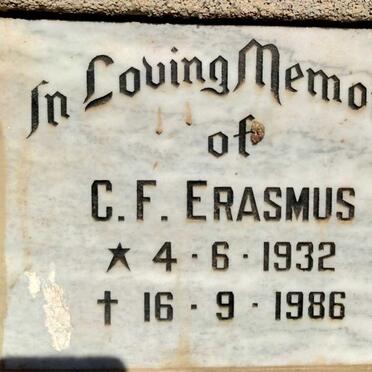 In Loving Memo
of
C. F. ERASMUS
★ 4 - 6 - 1932
† 16 - 9 - 1986